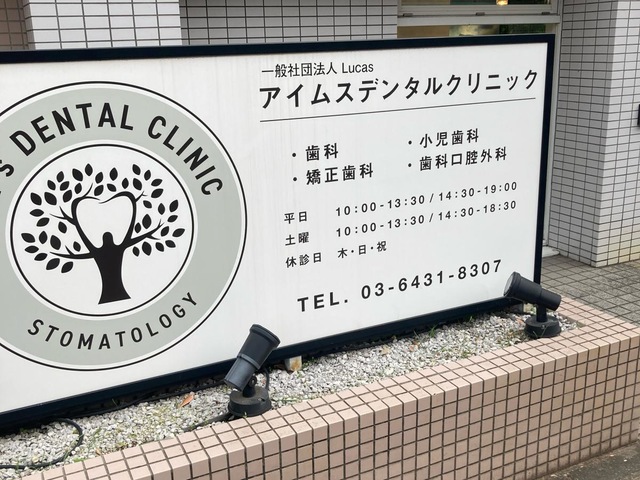 'S DENTAL CLINIC
STOMATOLOGY
一般社団法人 Lucas
アイムスデンタルクリニック
・歯科 ・小児歯科
・矯正歯科 ・歯科口腔外科
平日 10:00-13:30 / 14:30-19:00
土曜 10:00-13:30 / 14:30-18:30
休診日 木・日・祝
TEL. 03-6431-8307